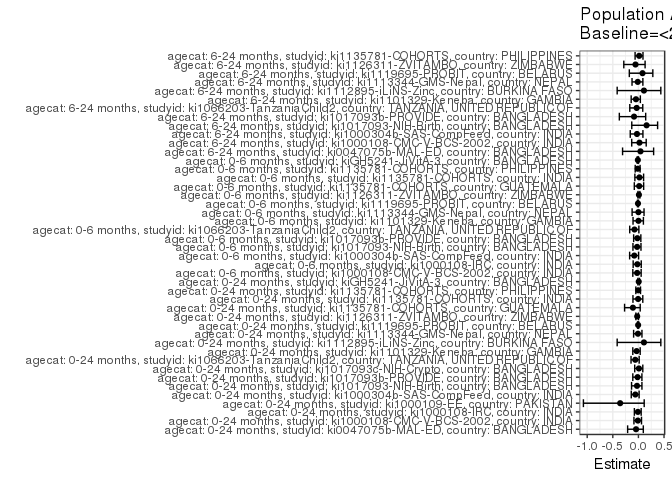 Population A
Baseline=<2
agecat: 6-24 months, studyid: ki1135781-COHORTS, country: PHILIPPINES
agecat: 6-24 months, studyid: ki1126311-ZVITAMBO, country: ZIMBABWE
agecat: 6-24 months, studyid: ki1119695-PROBIT, country: BELARUS
agecat: 6-24 months, studyid: ki1113344-GMS-Nepal, country: NEPAL
agecat: 6-24 months, studyid: ki1112895-iLiNS-Zinc, country: BURKINA FASO
agecat: 6-24 months, studyid: ki1101329-Keneba, country: GAMBIA
agecat: 6-24 months, studyid: ki1066203-TanzaniaChild2, country: TANZANIA, UNITED REPUBLIC OF
agecat: 6-24 months, studyid: ki1017093b-PROVIDE, country: BANGLADESH
agecat: 6-24 months, studyid: ki1017093-NIH-Birth, country: BANGLADESH
agecat: 6-24 months, studyid: ki1000304b-SAS-CompFeed, country: INDIA
agecat: 6-24 months, studyid: ki1000108-CMC-V-BCS-2002, country: INDIA
agecat: 6-24 months, studyid: ki0047075b-MAL-ED, country: BANGLADESH
agecat: 0-6 months, studyid: kiGH5241-JiVitA-3, country: BANGLADESH
agecat: 0-6 months, studyid: ki1135781-COHORTS, country: PHILIPPINES
agecat: 0-6 months, studyid: ki1135781-COHORTS, country: INDIA
agecat: 0-6 months, studyid: ki1135781-COHORTS, country: GUATEMALA
agecat: 0-6 months, studyid: ki1126311-ZVITAMBO, country: ZIMBABWE
agecat: 0-6 months, studyid: ki1119695-PROBIT, country: BELARUS
agecat: 0-6 months, studyid: ki1113344-GMS-Nepal, country: NEPAL
agecat: 0-6 months, studyid: ki1101329-Keneba, country: GAMBIA
agecat: 0-6 months, studyid: ki1066203-TanzaniaChild2, country: TANZANIA, UNITED REPUBLIC OF
agecat: 0-6 months, studyid: ki1017093b-PROVIDE, country: BANGLADESH
agecat: 0-6 months, studyid: ki1017093-NIH-Birth, country: BANGLADESH
agecat: 0-6 months, studyid: ki1000304b-SAS-CompFeed, country: INDIA
agecat: 0-6 months, studyid: ki1000108-IRC, country: INDIA
agecat: 0-6 months, studyid: ki1000108-CMC-V-BCS-2002, country: INDIA
agecat: 0-24 months, studyid: kiGH5241-JiVitA-3, country: BANGLADESH
agecat: 0-24 months, studyid: ki1135781-COHORTS, country: PHILIPPINES
agecat: 0-24 months, studyid: ki1135781-COHORTS, country: INDIA
agecat: 0-24 months, studyid: ki1135781-COHORTS, country: GUATEMALA
agecat: 0-24 months, studyid: ki1126311-ZVITAMBO, country: ZIMBABWE
agecat: 0-24 months, studyid: ki1119695-PROBIT, country: BELARUS
agecat: 0-24 months, studyid: ki1113344-GMS-Nepal, country: NEPAL
agecat: 0-24 months, studyid: ki1112895-iLiNS-Zinc, country: BURKINA FASO
agecat: 0-24 months, studyid: ki1101329-Keneba, country: GAMBIA
agecat: 0-24 months, studyid: ki1066203-TanzaniaChild2, country: TANZANIA, UNITED REPUBLIC OF
agecat: 0-24 months, studyid: ki1017093c-NIH-Crypto, country: BANGLADESH
agecat: 0-24 months, studyid: ki1017093b-PROVIDE, country: BANGLADESH
agecat: 0-24 months, studyid: ki1017093-NIH-Birth, country: BANGLADESH
agecat: 0-24 months, studyid: ki1000304b-SAS-CompFeed, country: INDIA
agecat: 0-24 months, studyid: ki1000109-EE, country: PAKISTAN
agecat: 0-24 months, studyid: ki1000108-IRC, country: INDIA
agecat: 0-24 months, studyid: ki1000108-CMC-V-BCS-2002, country: INDIA
agecat: 0-24 months, studyid: ki0047075b-MAL-ED, country: BANGLADESH
-1.0 -0.5 0.0 0.5
Estimate